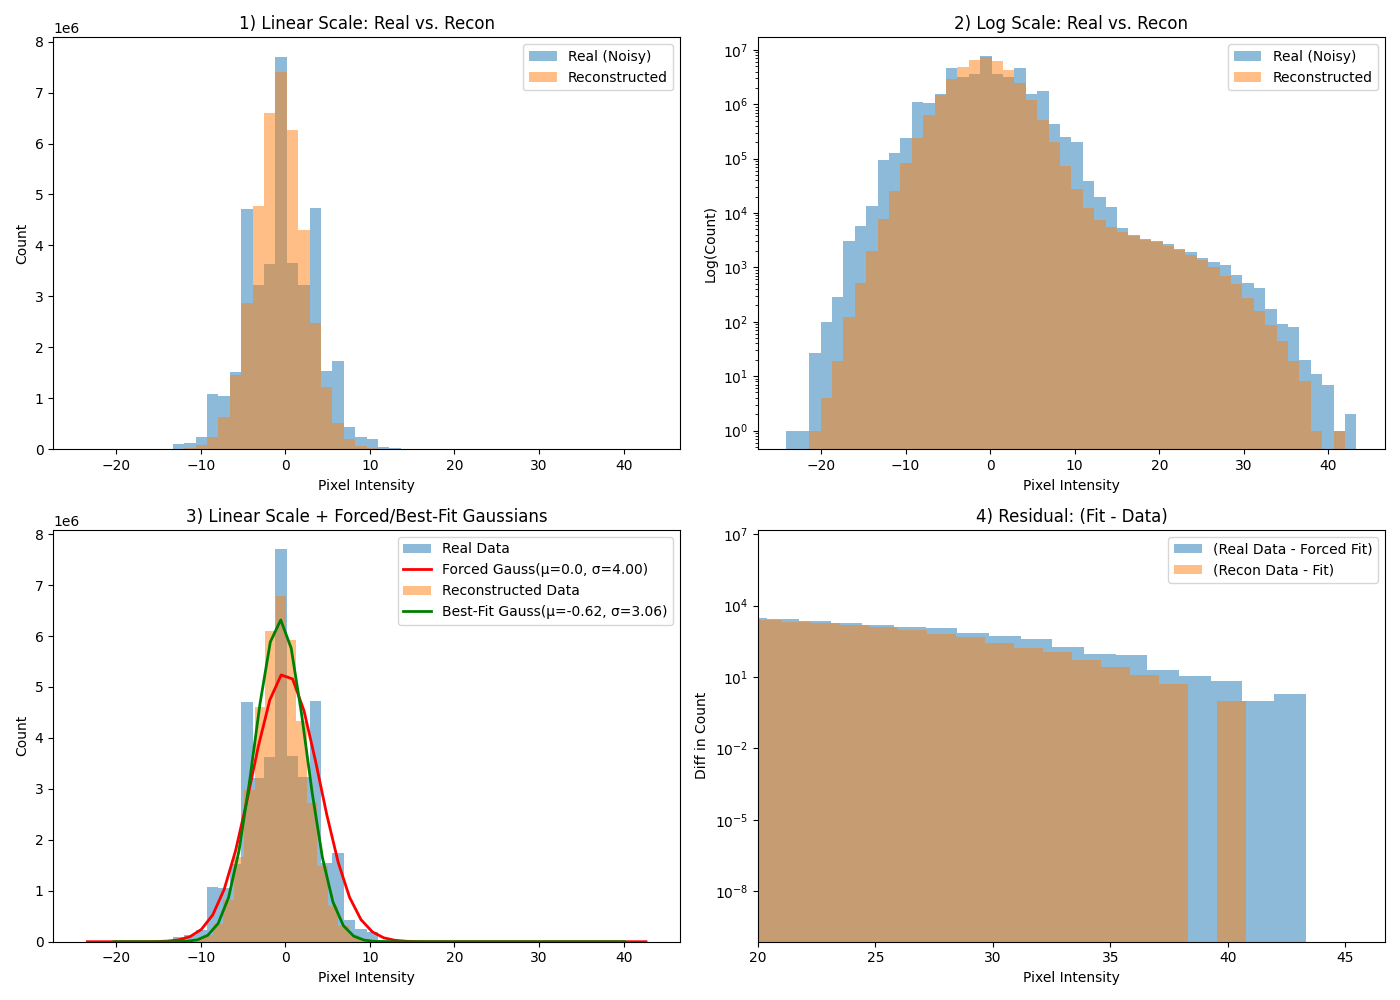 1) Linear Scale: Real vs. Recon
1e6
Real (Noisy)
Reconstructed
Count
8
7
6
5
4
3
2
1
0
−20 −10 0 10 20 30 40
Pixel Intensity
2) Log Scale: Real vs. Recon
Real (Noisy)
Reconstructed
Log(Count)
10⁷
10⁶
10⁵
10⁴
10³
10²
10¹
10⁰
−20 −10 0 10 20 30 40
Pixel Intensity
3) Linear Scale + Forced/Best-Fit Gaussians
1e6
Real Data
Forced Gauss(μ=0.0, σ=4.00)
Reconstructed Data
Best-Fit Gauss(μ=-0.62, σ=3.06)
Count
8
7
6
5
4
3
2
1
0
−20 −10 0 10 20 30 40
Pixel Intensity
4) Residual: (Fit - Data)
(Real Data - Forced Fit)
(Recon Data - Fit)
Diff in Count
10⁷
10⁴
10¹
10⁻²
10⁻⁵
10⁻⁸
20 25 30 35 40 45
Pixel Intensity